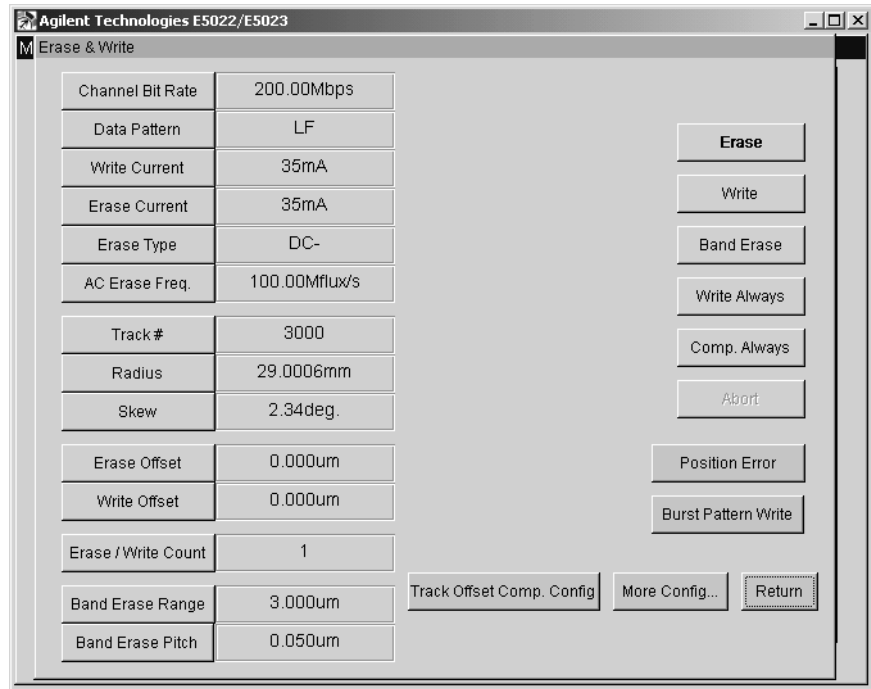 Agilent Technologies E5022/E5023
M Erase & Write
Channel Bit Rate 200.00Mbps
Data Pattern LF
Write Current 35mA
Erase Current 35mA
Erase Type DC-
AC Erase Freq. 100.00Mflux/s
Track # 3000
Radius 29.0006mm
Skew 2.34deg.
Erase Offset 0.000um
Write Offset 0.000um
Erase / Write Count 1
Band Erase Range 3.000um
Band Erase Pitch 0.050um
Erase
Write
Band Erase
Write Always
Comp. Always
Abort
Position Error
Burst Pattern Write
Track Offset Comp. Config More Config... Return